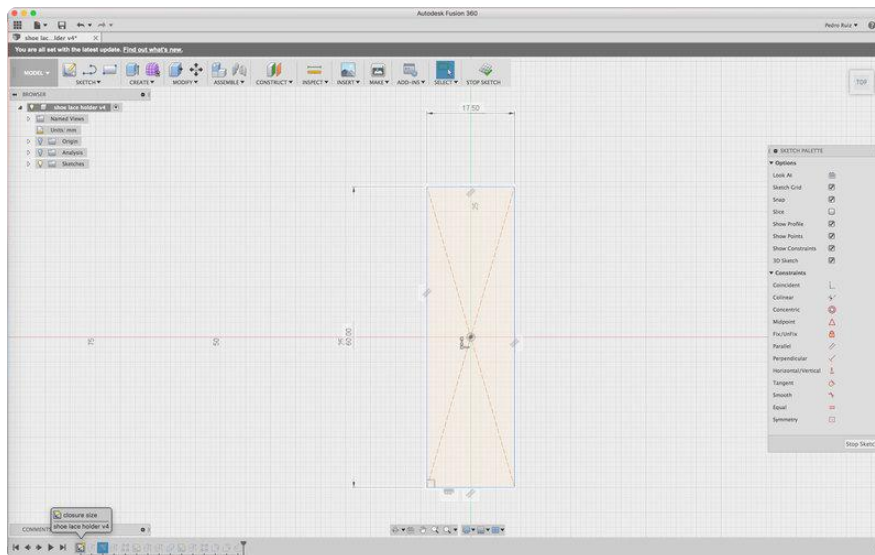 Autodesk Fusion 360
Pedro Ruiz
shoe lac...lder v4*
You are all set with the latest update. Find out what's new.
MODEL
SKETCH CREATE MODIFY ASSEMBLE CONSTRUCT INSPECT INSERT MAKE ADD-INS SELECT STOP SKETCH
BROWSER
shoe lace holder v4
Named Views
Units: mm
Origin
Analysis
Sketches
TOP
17.50
25
75
50
60.00
SKETCH PALETTE
Options
Look At
Sketch Grid
Snap
Slice
Show Profile
Show Points
Show Constraints
3D Sketch
Constraints
Coincident
Colinear
Concentric
Midpoint
Fix/UnFix
Parallel
Perpendicular
Horizontal/Vertical
Tangent
Smooth
Equal
Symmetry
Stop Sketc
closure size
shoe lace holder v4
COMMENTS